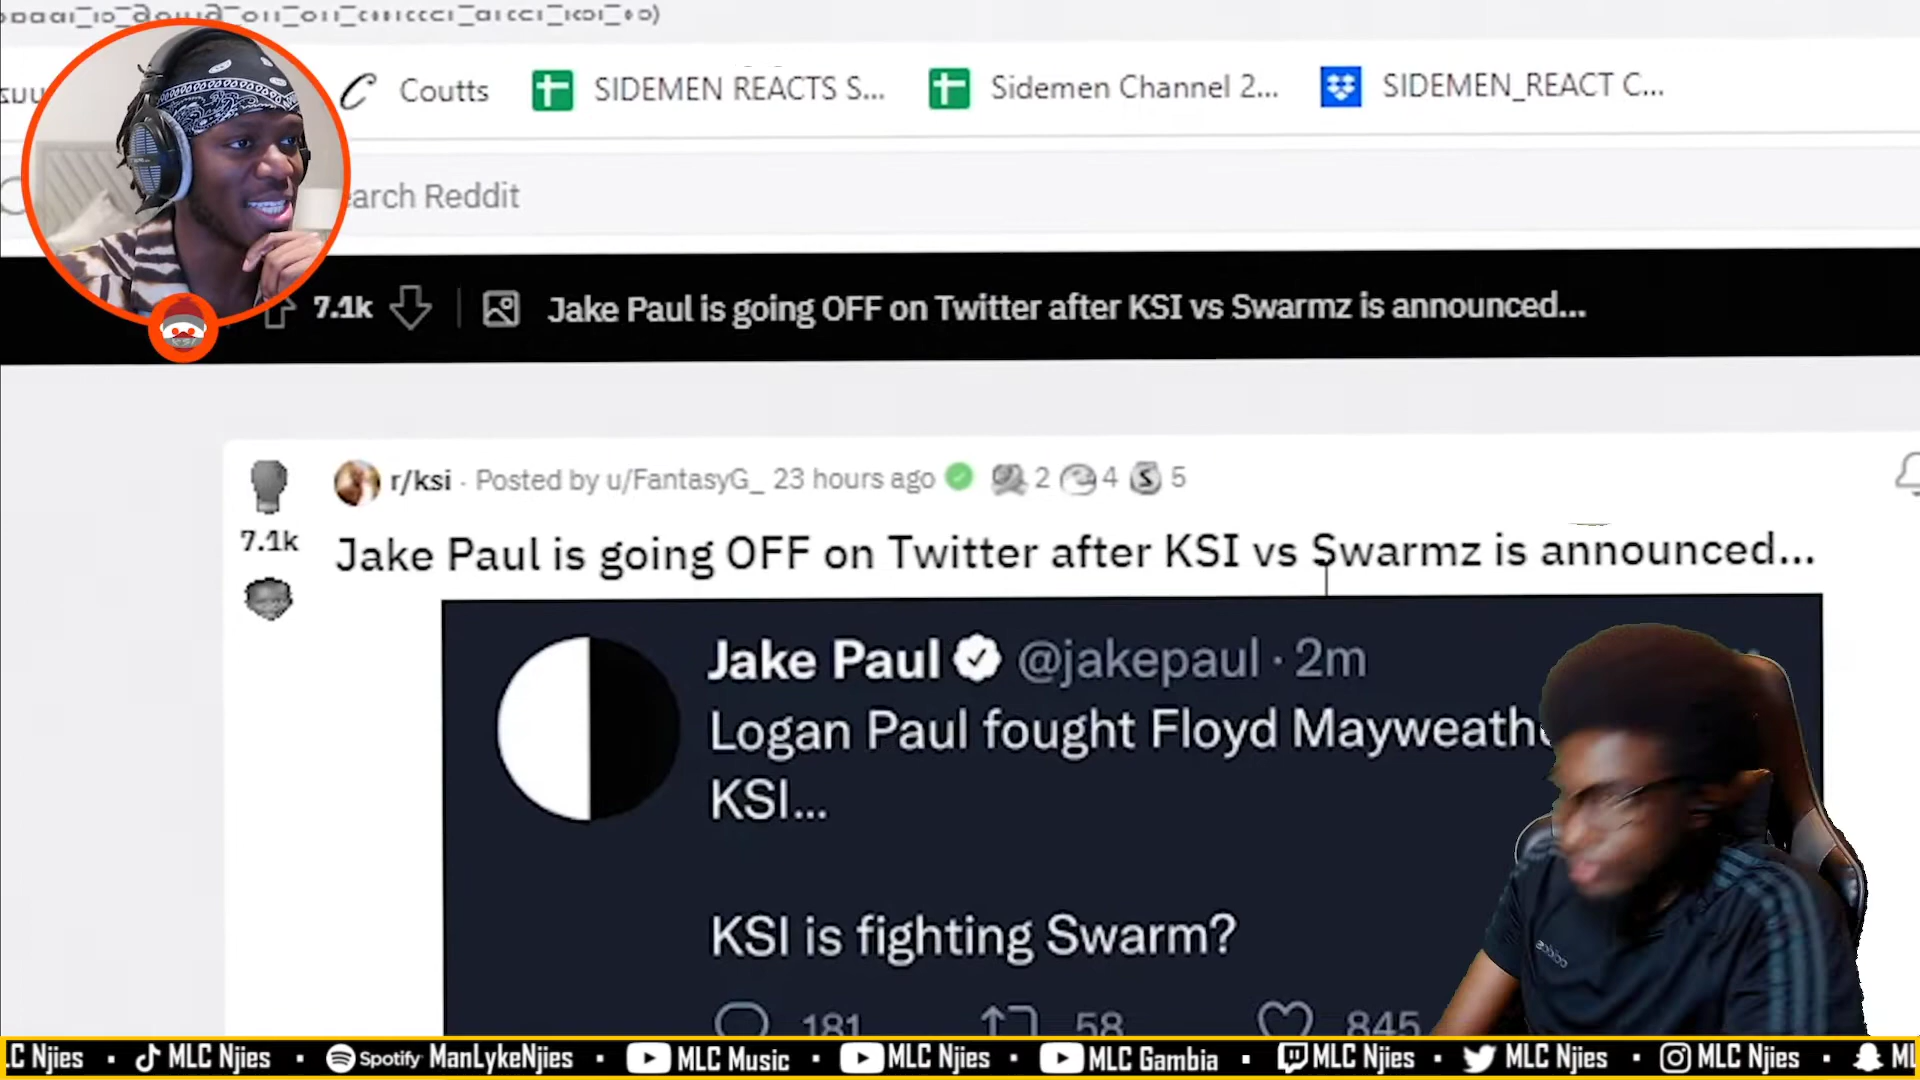 Coutts
SIDEMEN REACTS S...
Sidemen Channel 2...
SIDEMEN_REACT C...
earch Reddit
7.1k
Jake Paul is going OFF on Twitter after KSI vs Swarmz is announced...
r/ksi · Posted by u/FantasyG_ 23 hours ago 2 4 5
7.1k
Jake Paul is going OFF on Twitter after KSI vs Swarmz is announced...
Jake Paul @jakepaul · 2m
Logan Paul fought Floyd Mayweathe
KSI...
KSI is fighting Swarm?
181 58 845
adidas
.C Njies · MLC Njies · Spotify ManLykeNjies · MLC Music · MLC Njies · MLC Gambia · MLC Njies · MLC Njies · MLC Njies · ML